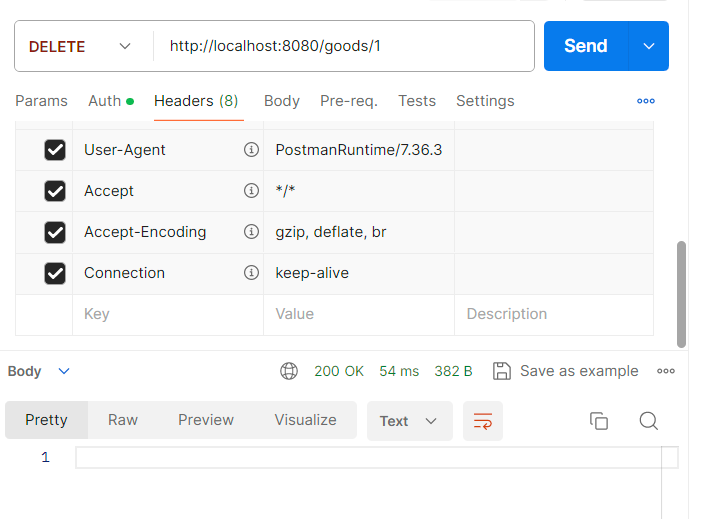 DELETE http://localhost:8080/goods/1 Send
Params Auth Headers (8) Body Pre-req. Tests Settings
User-Agent PostmanRuntime/7.36.3
Accept */*
Accept-Encoding gzip, deflate, br
Connection keep-alive
Key Value Description
Body 200 OK 54 ms 382 B Save as example
Pretty Raw Preview Visualize Text
1